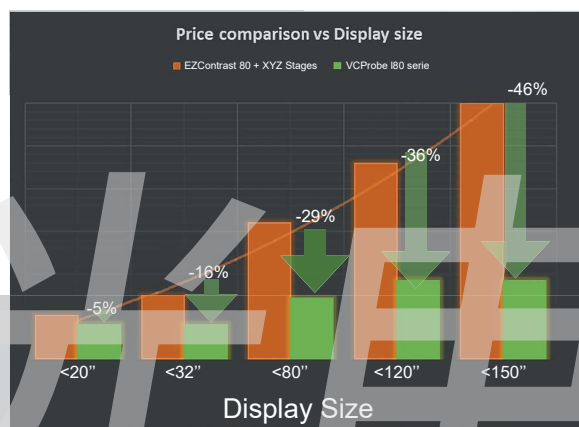 Price comparison vs Display size
EZContrast 80 + XYZ Stages VCProbe I80 serie
-46%
-36%
-29%
-16%
-5%
<20’’ <32’’ <80’’ <120’’ <150’’
Display Size